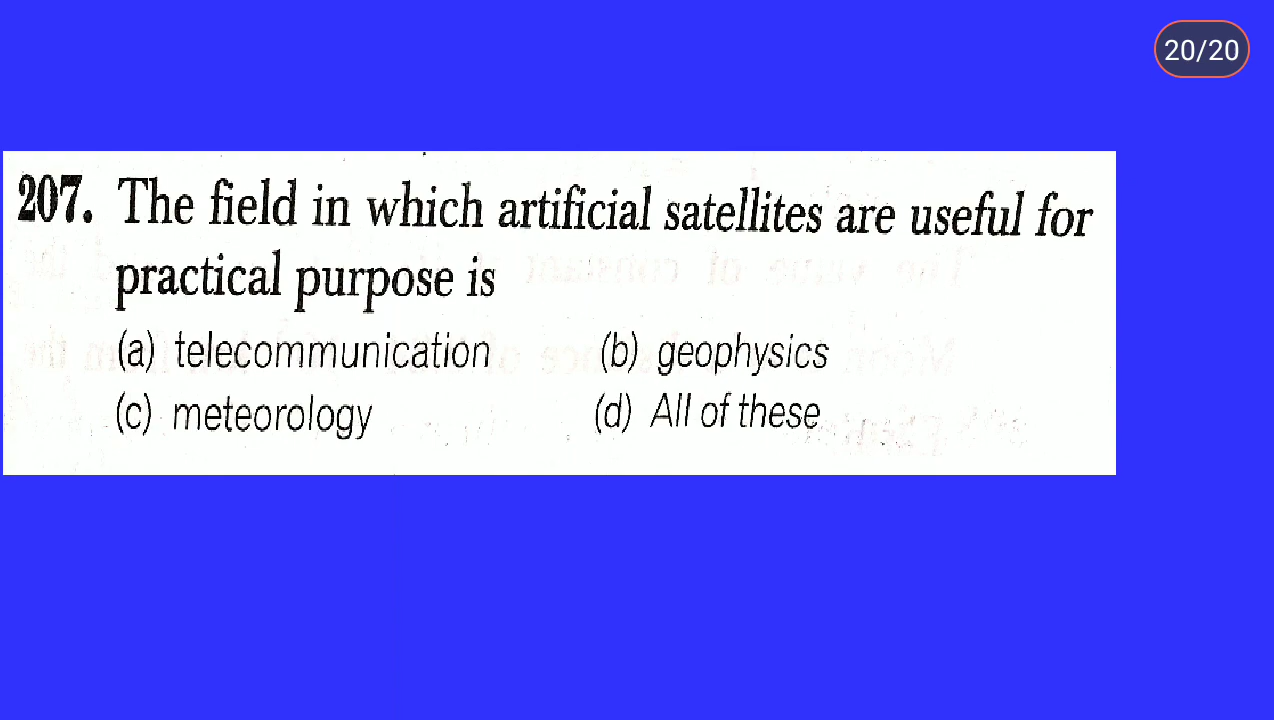 20/20
207. The field in which artificial satellites are useful for
practical purpose is
(a) telecommunication (b) geophysics
(c) meteorology (d) All of these